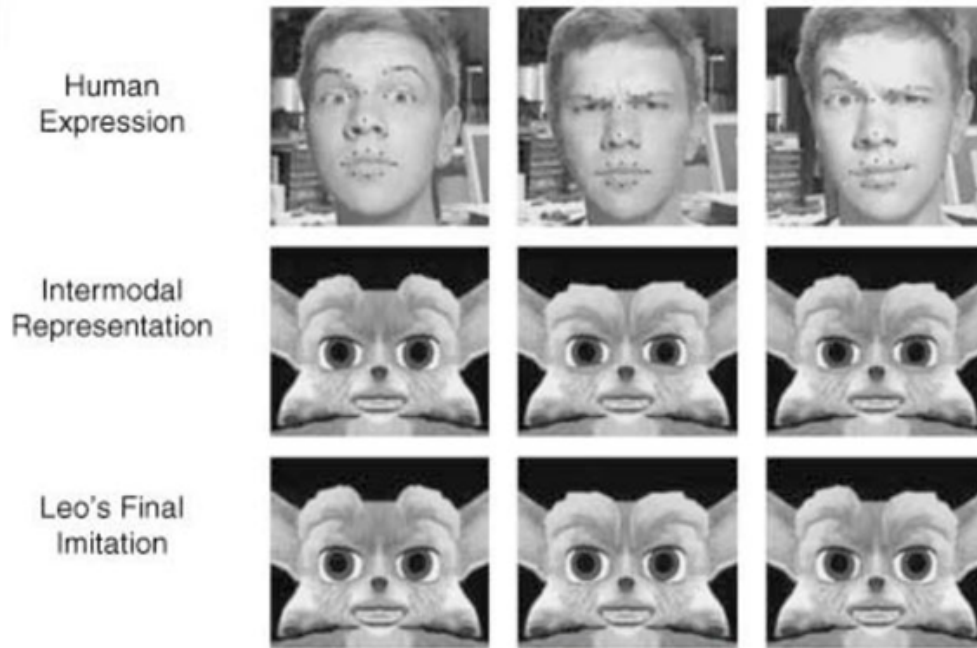 Human
Expression
Intermodal
Representation
Leo's Final
Imitation